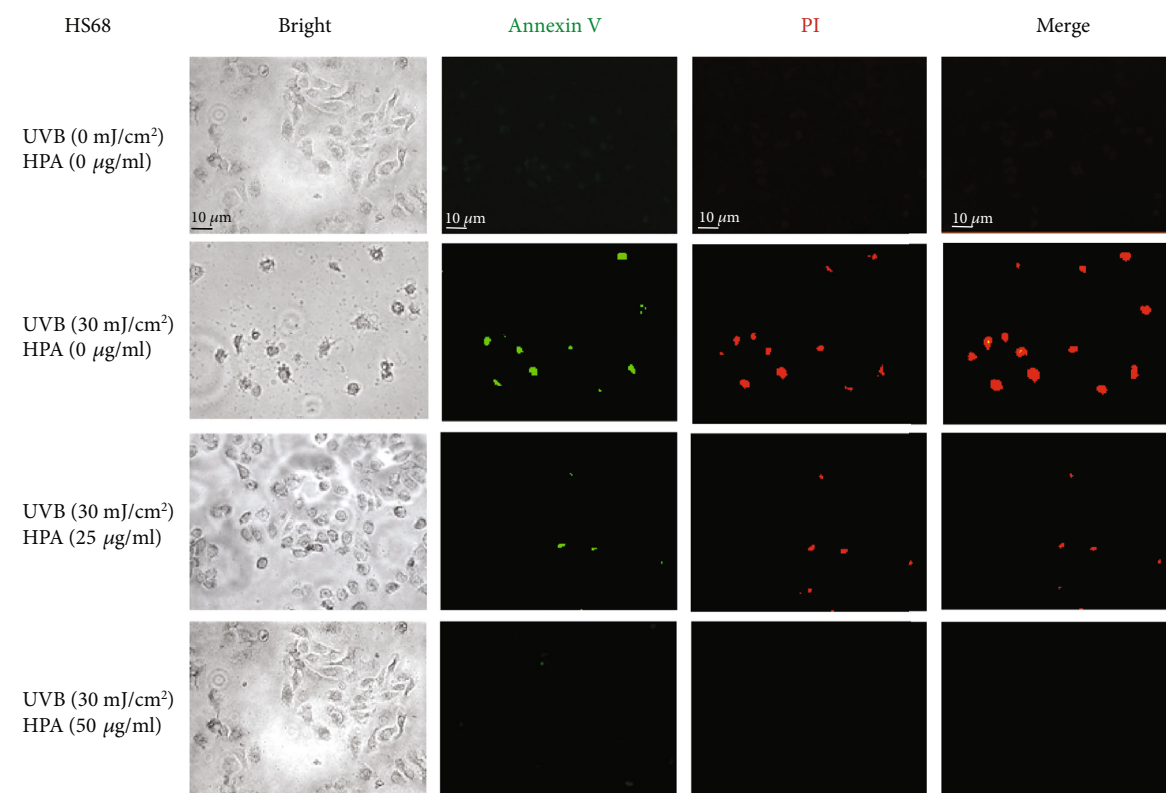 HS68 Bright Annexin V PI Merge
UVB (0 mJ/cm²)
HPA (0 μg/ml)
10 μm 10 μm 10 μm 10 μm
UVB (30 mJ/cm²)
HPA (0 μg/ml)
UVB (30 mJ/cm²)
HPA (25 μg/ml)
UVB (30 mJ/cm²)
HPA (50 μg/ml)